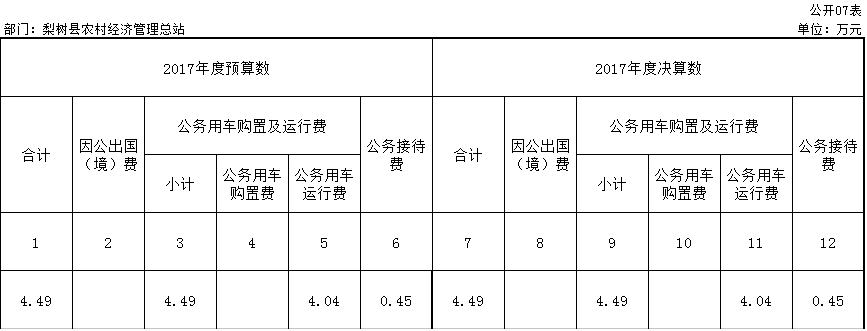 公开07表
部门：梨树县农村经济管理总站 单位：万元
2017年度预算数 2017年度决算数
合计 因公出国（境）费 公务用车购置及运行费 公务接待费 合计 因公出国（境）费 公务用车购置及运行费 公务接待费
小计 公务用车购置费 公务用车运行费 小计 公务用车购置费 公务用车运行费
1 2 3 4 5 6 7 8 9 10 11 12
4.49 4.49 4.04 0.45 4.49 4.49 4.04 0.45